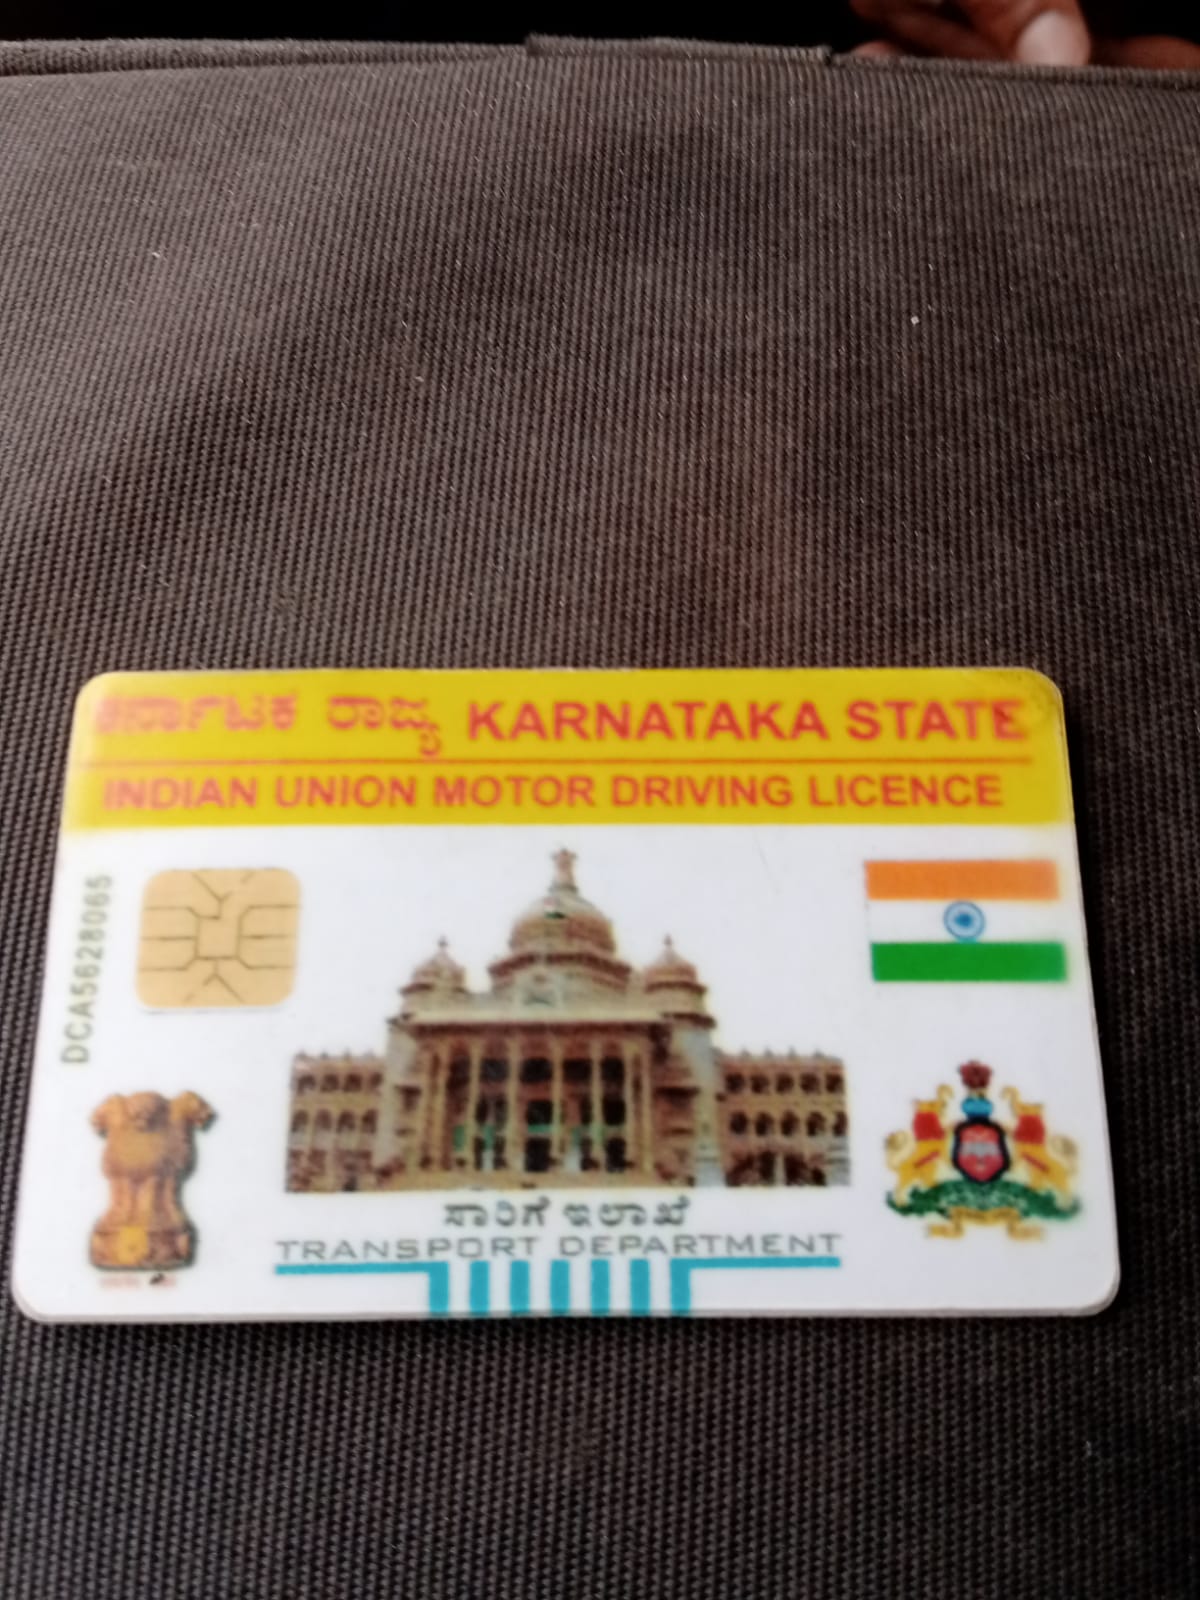 ಕರ್ನಾಟಕ ರಾಜ್ಯ KARNATAKA STATE
INDIAN UNION MOTOR DRIVING LICENCE
DCA5628065
ಸಾರಿಗೆ ಇಲಾಖೆ
TRANSPORT DEPARTMENT